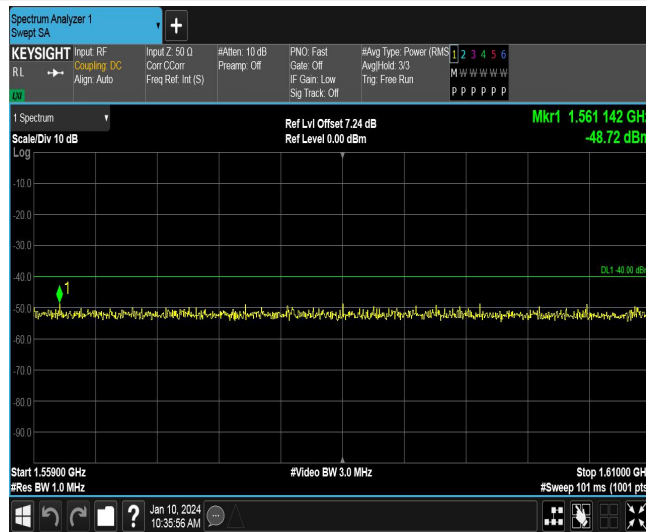 Spectrum Analyzer 1
Swept SA
+
KEYSIGHT
RL
LXI
Input: RF
Coupling: DC
Align: Auto
Input Z: 50 Ω
Corr CCorr
Freq Ref: Int (S)
#Atten: 10 dB
Preamp: Off
PNO: Fast
Gate: Off
IF Gain: Low
Sig Track: Off
#Avg Type: Power (RMS
Avg|Hold: 3/3
Trig: Free Run
1 2 3 4 5 6
M W W W W W
P P P P P P
1 Spectrum
Scale/Div 10 dB
Log
Ref Lvl Offset 7.24 dB
Ref Level 0.00 dBm
Mkr1 1.561 142 GH
-48.72 dBm
-10.0
-20.0
-30.0
DL1 -40.00 dBm
-40.0
1
-50.0
-60.0
-70.0
-80.0
-90.0
Start 1.55900 GHz
#Res BW 1.0 MHz
#Video BW 3.0 MHz
Stop 1.61000 GH
#Sweep 101 ms (1001 pts
?
Jan 10, 2024
10:35:56 AM